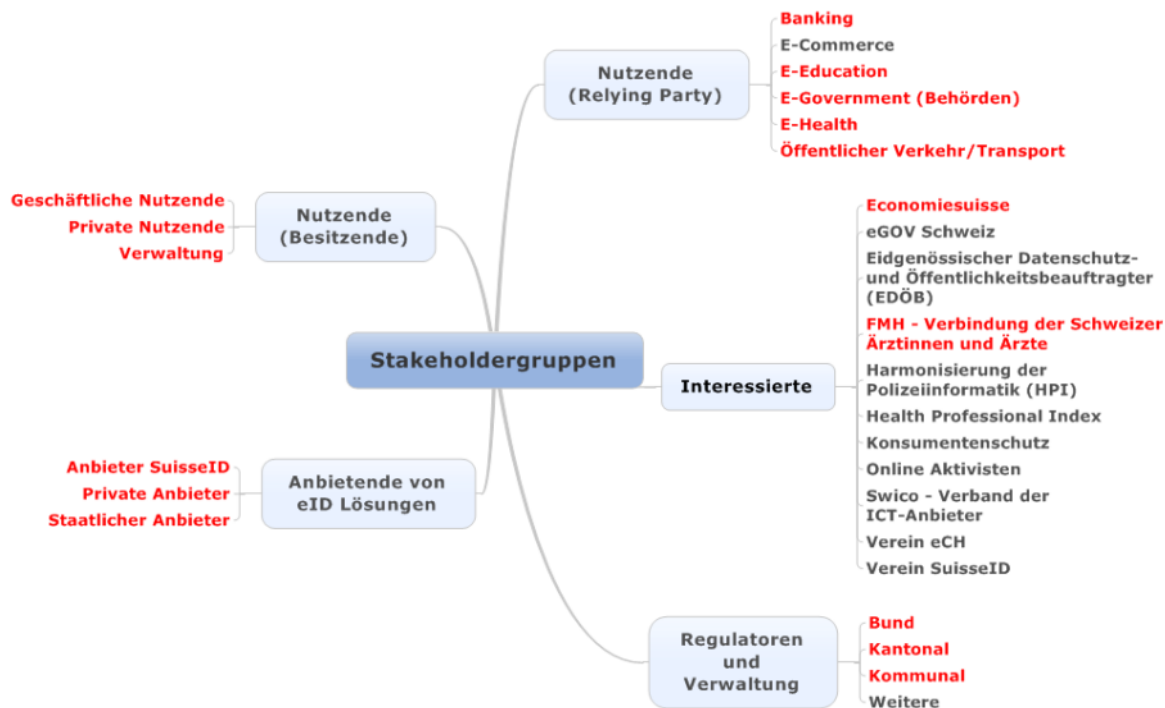 Stakeholdergruppen
Nutzende
(Relying Party)
Banking
E-Commerce
E-Education
E-Government (Behörden)
E-Health
Öffentlicher Verkehr/Transport
Geschäftliche Nutzende
Private Nutzende
Verwaltung
Nutzende
(Besitzende)
Interessierte
Economiesuisse
eGOV Schweiz
Eidgenössischer Datenschutz-
und Öffentlichkeitsbeauftragter
(EDÖB)
FMH - Verbindung der Schweizer
Ärztinnen und Ärzte
Harmonisierung der
Polizeiinformatik (HPI)
Health Professional Index
Konsumentenschutz
Online Aktivisten
Swico - Verband der
ICT-Anbieter
Verein eCH
Verein SuisseID
Anbieter SuisseID
Private Anbieter
Staatlicher Anbieter
Anbietende von
eID Lösungen
Regulatoren
und
Verwaltung
Bund
Kantonal
Kommunal
Weitere